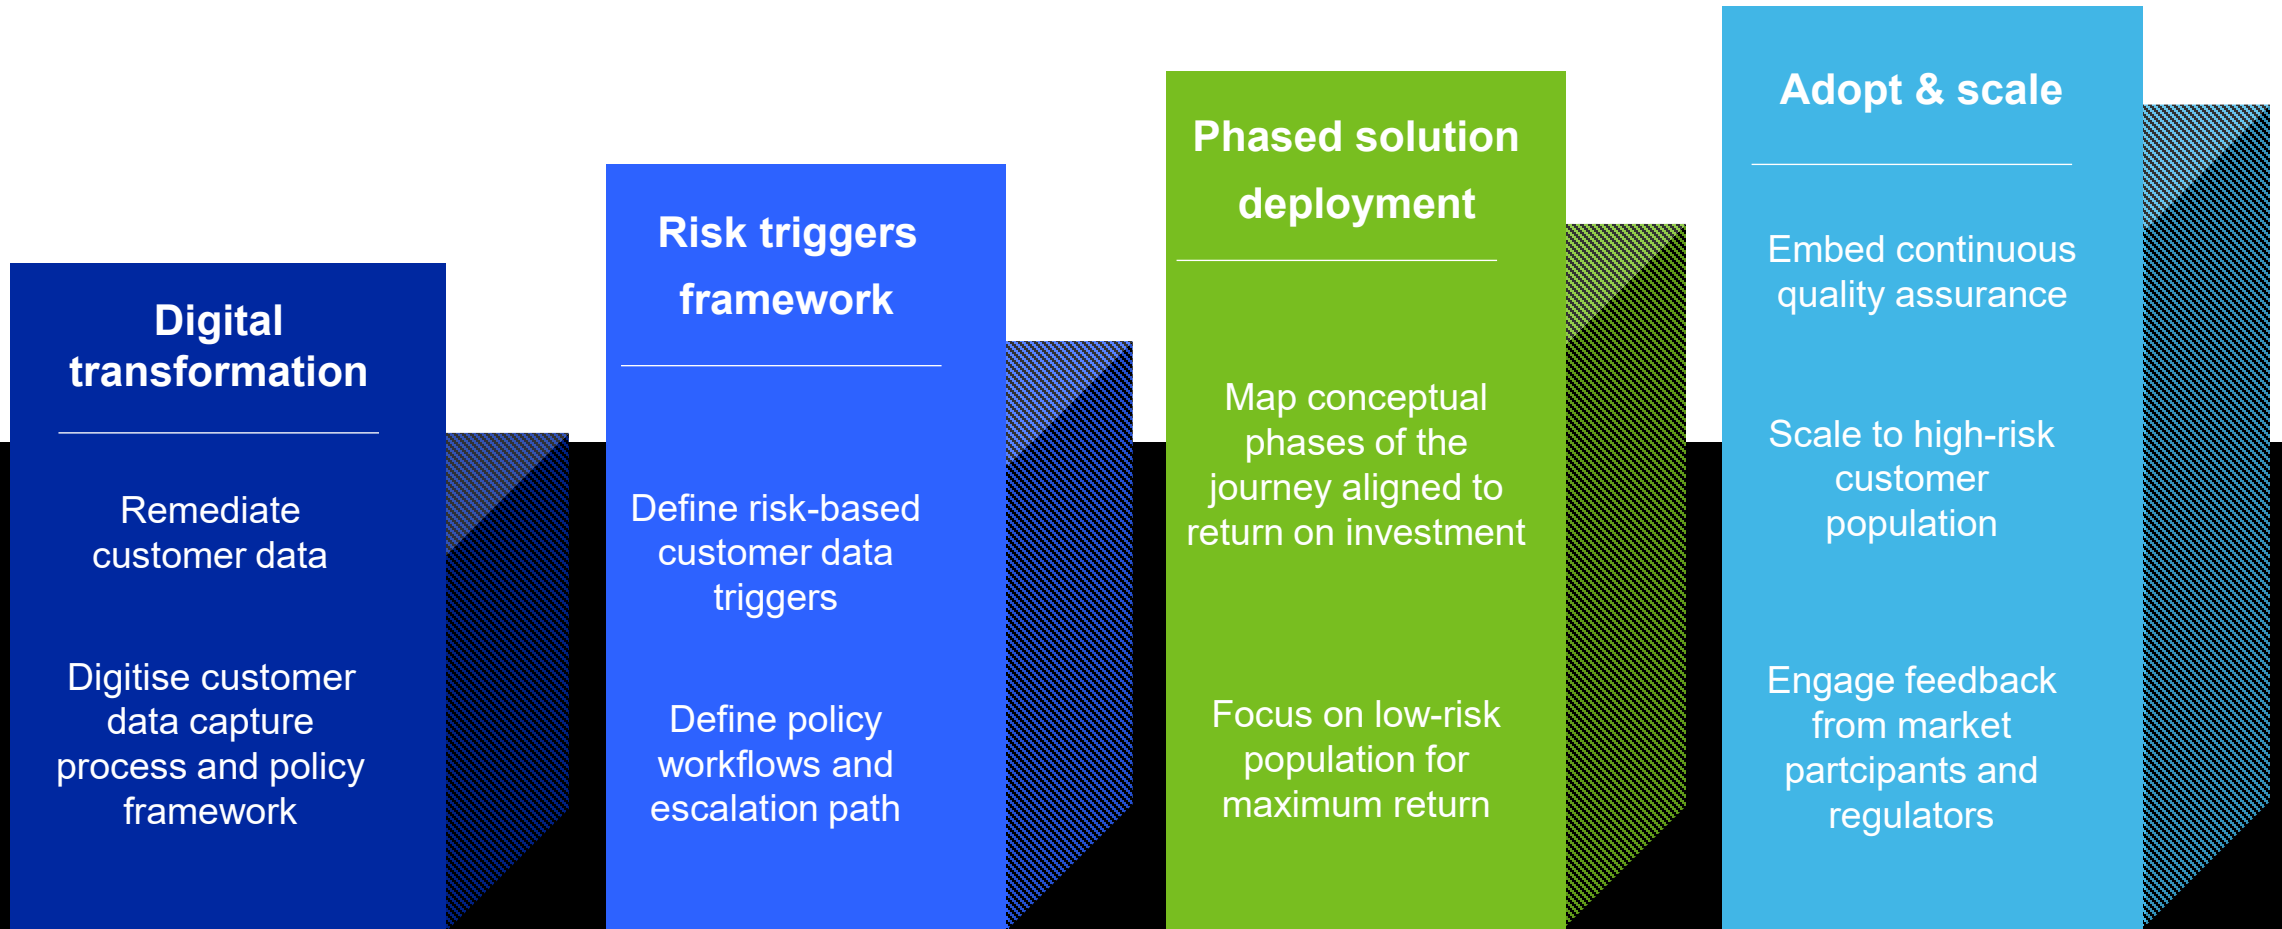 Digital
transformation
Remediate
customer data
Digitise customer
data capture
process and policy
framework
Risk triggers
framework
Define risk-based
customer data
triggers
Define policy
workflows and
escalation path
Phased solution
deployment
Map conceptual
phases of the
journey aligned to
return on investment
Focus on low-risk
population for
maximum return
Adopt & scale
Embed continuous
quality assurance
Scale to high-risk
customer
population
Engage feedback
from market
partcipants and
regulators